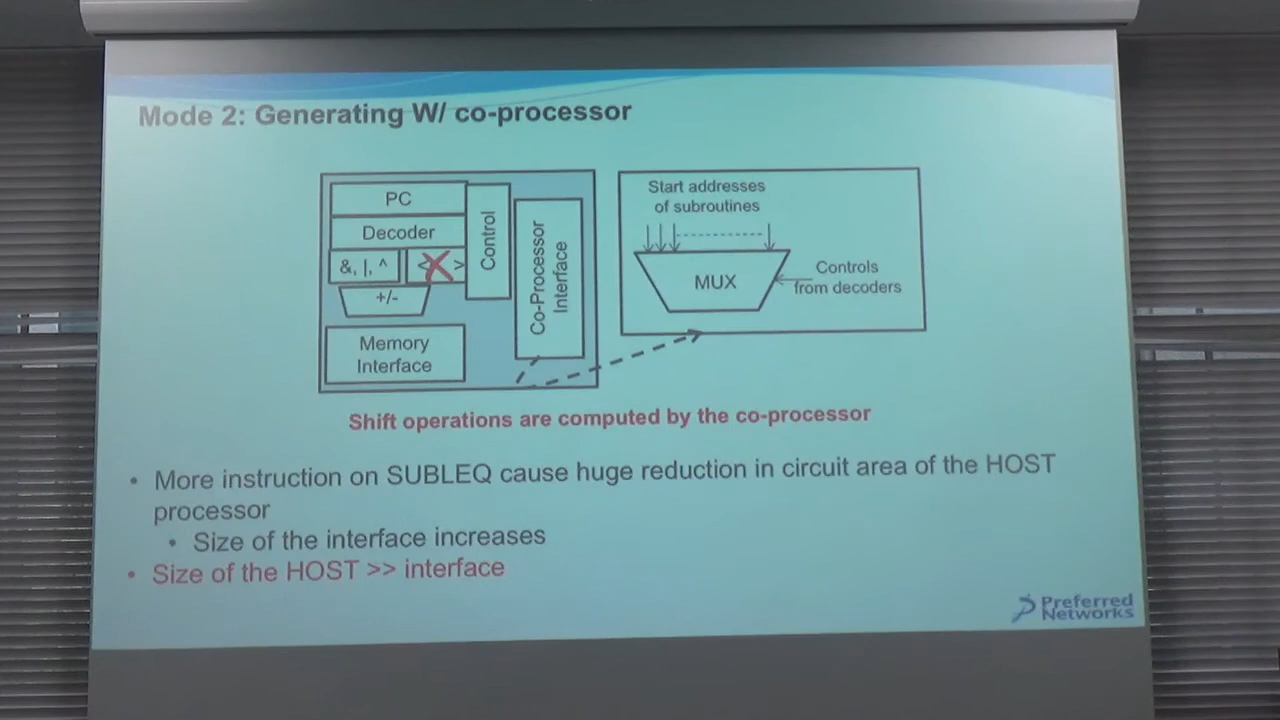 Mode 2: Generating W/ co-processor
PC
Decoder
&, |, ^
< >
+/-
Control
Co-Processor
Interface
Memory
Interface
Start addresses
of subroutines
MUX
Controls
from decoders
Shift operations are computed by the co-processor
• More instruction on SUBLEQ cause huge reduction in circuit area of the HOST
processor
• Size of the interface increases
• Size of the HOST >> interface
Preferred
Networks